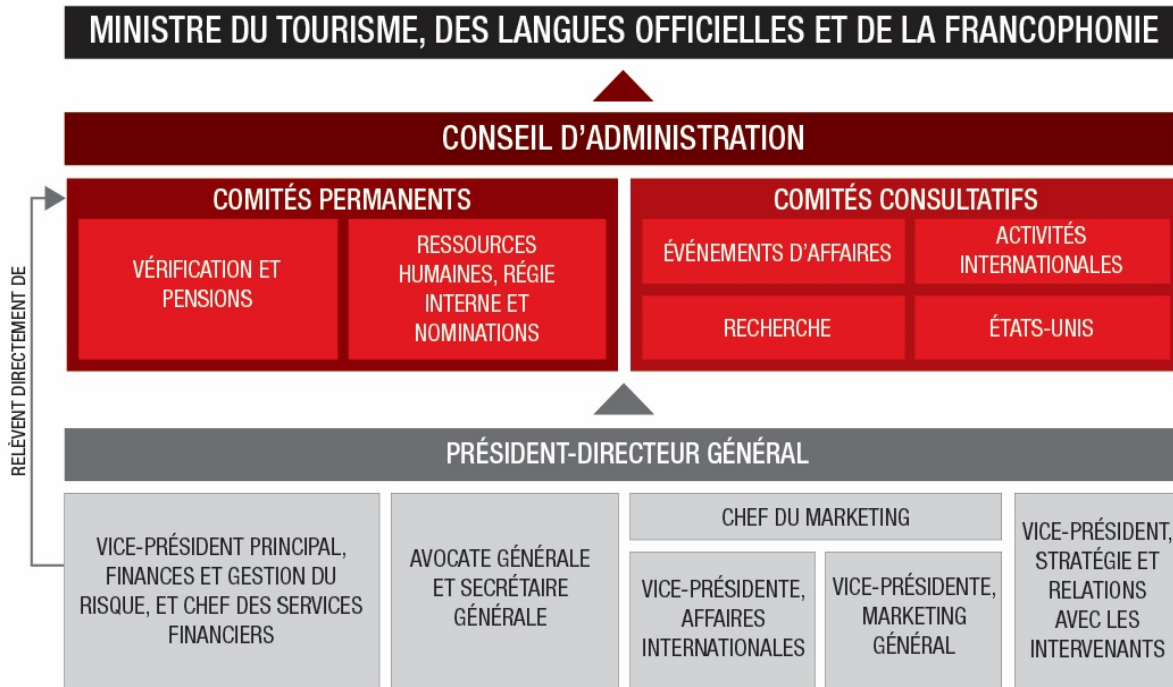 MINISTRE DU TOURISME, DES LANGUES OFFICIELLES ET DE LA FRANCOPHONIE
CONSEIL D'ADMINISTRATION
COMITÉS PERMANENTS
VÉRIFICATION ET
PENSIONS
RESSOURCES
HUMAINES, RÉGIE
INTERNE ET
NOMINATIONS
COMITÉS CONSULTATIFS
ÉVÉNEMENTS D'AFFAIRES
ACTIVITÉS
INTERNATIONALES
RECHERCHE
ÉTATS-UNIS
RELÈVENT DIRECTEMENT DE
PRÉSIDENT-DIRECTEUR GÉNÉRAL
VICE-PRÉSIDENT PRINCIPAL,
FINANCES ET GESTION DU
RISQUE, ET CHEF DES SERVICES
FINANCIERS
AVOCATE GÉNÉRALE
ET SECRÉTAIRE
GÉNÉRALE
CHEF DU MARKETING
VICE-PRÉSIDENTE,
AFFAIRES
INTERNATIONALES
VICE-PRÉSIDENTE,
MARKETING
GÉNÉRAL
VICE-PRÉSIDENT,
STRATÉGIE ET
RELATIONS
AVEC LES
INTERVENANTS